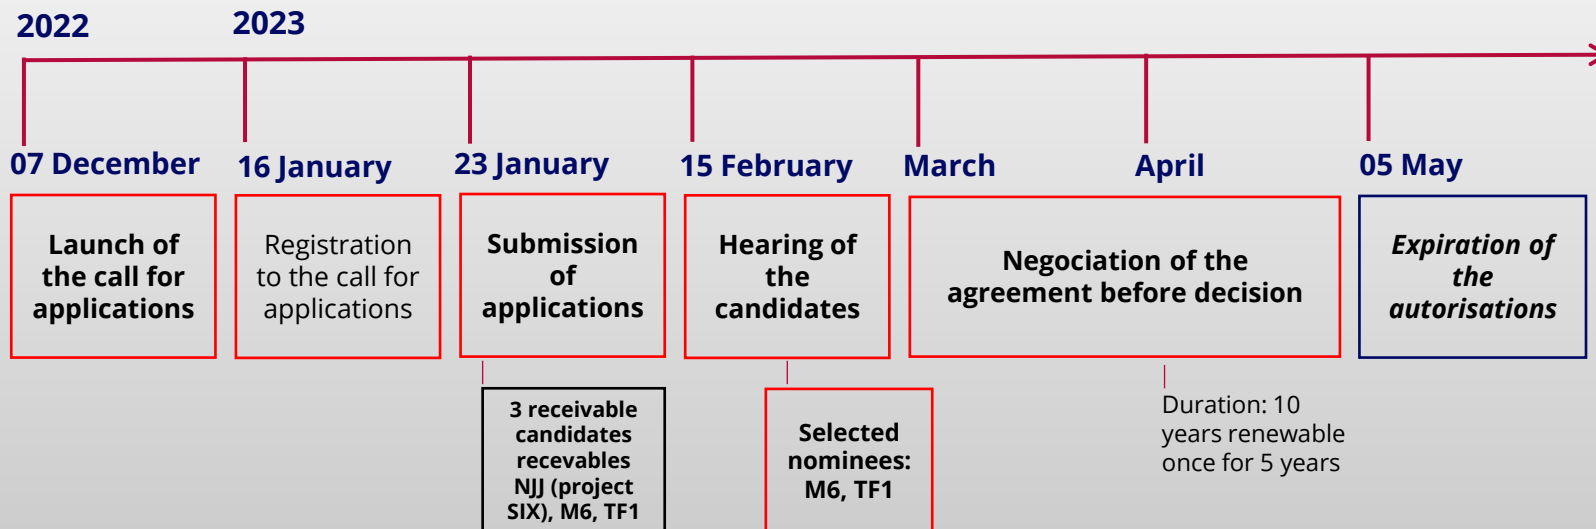 2022
2023
07 December
16 January
23 January
15 February
March
April
05 May
Launch of
the call for
applications
Registration
to the call for
applications
Submission
of
applications
Hearing of
the
candidates
Negociation of the
agreement before decision
Expiration of
the
autorisations
3 receivable
candidates
recevables
NJJ (project
SIX), M6, TF1
Selected
nominees:
M6, TF1
Duration: 10
years renewable
once for 5 years